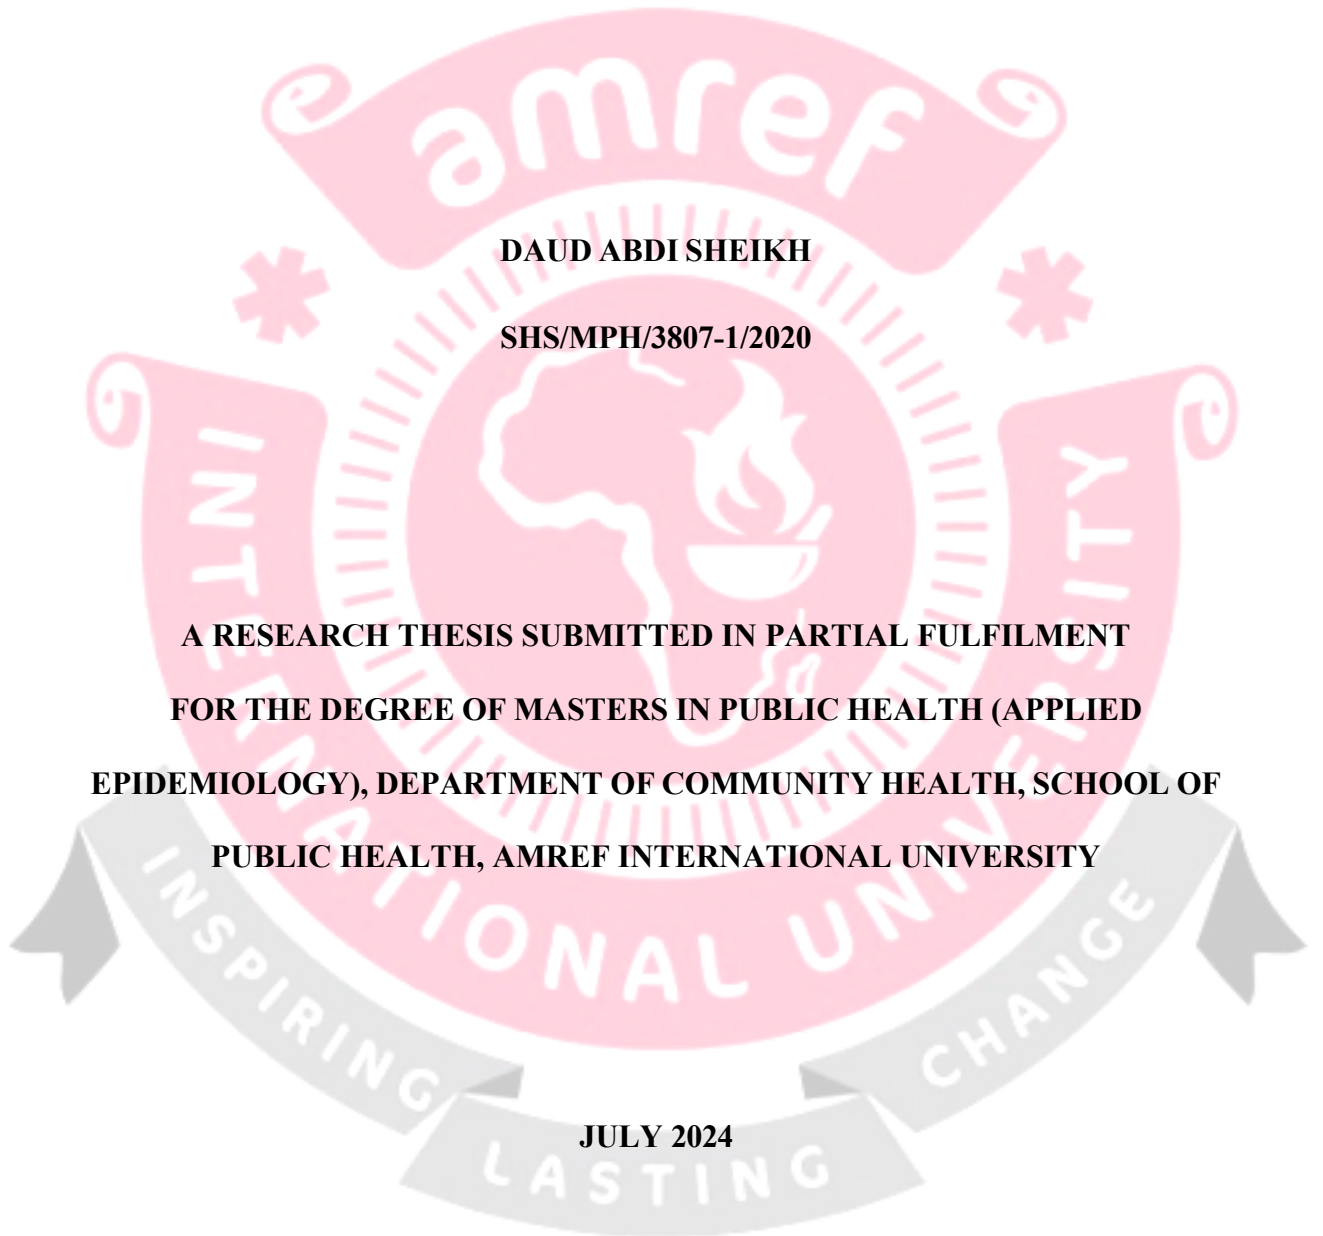 amref
DAUD ABDI SHEIKH
SHS/MPH/3807-1/2020
A RESEARCH THESIS SUBMITTED IN PARTIAL FULFILMENT
FOR THE DEGREE OF MASTERS IN PUBLIC HEALTH (APPLIED
EPIDEMIOLOGY), DEPARTMENT OF COMMUNITY HEALTH, SCHOOL OF
PUBLIC HEALTH, AMREF INTERNATIONAL UNIVERSITY
INTERNATIONAL UNIVERSITY
JULY 2024
INSPIRING LASTING CHANGE